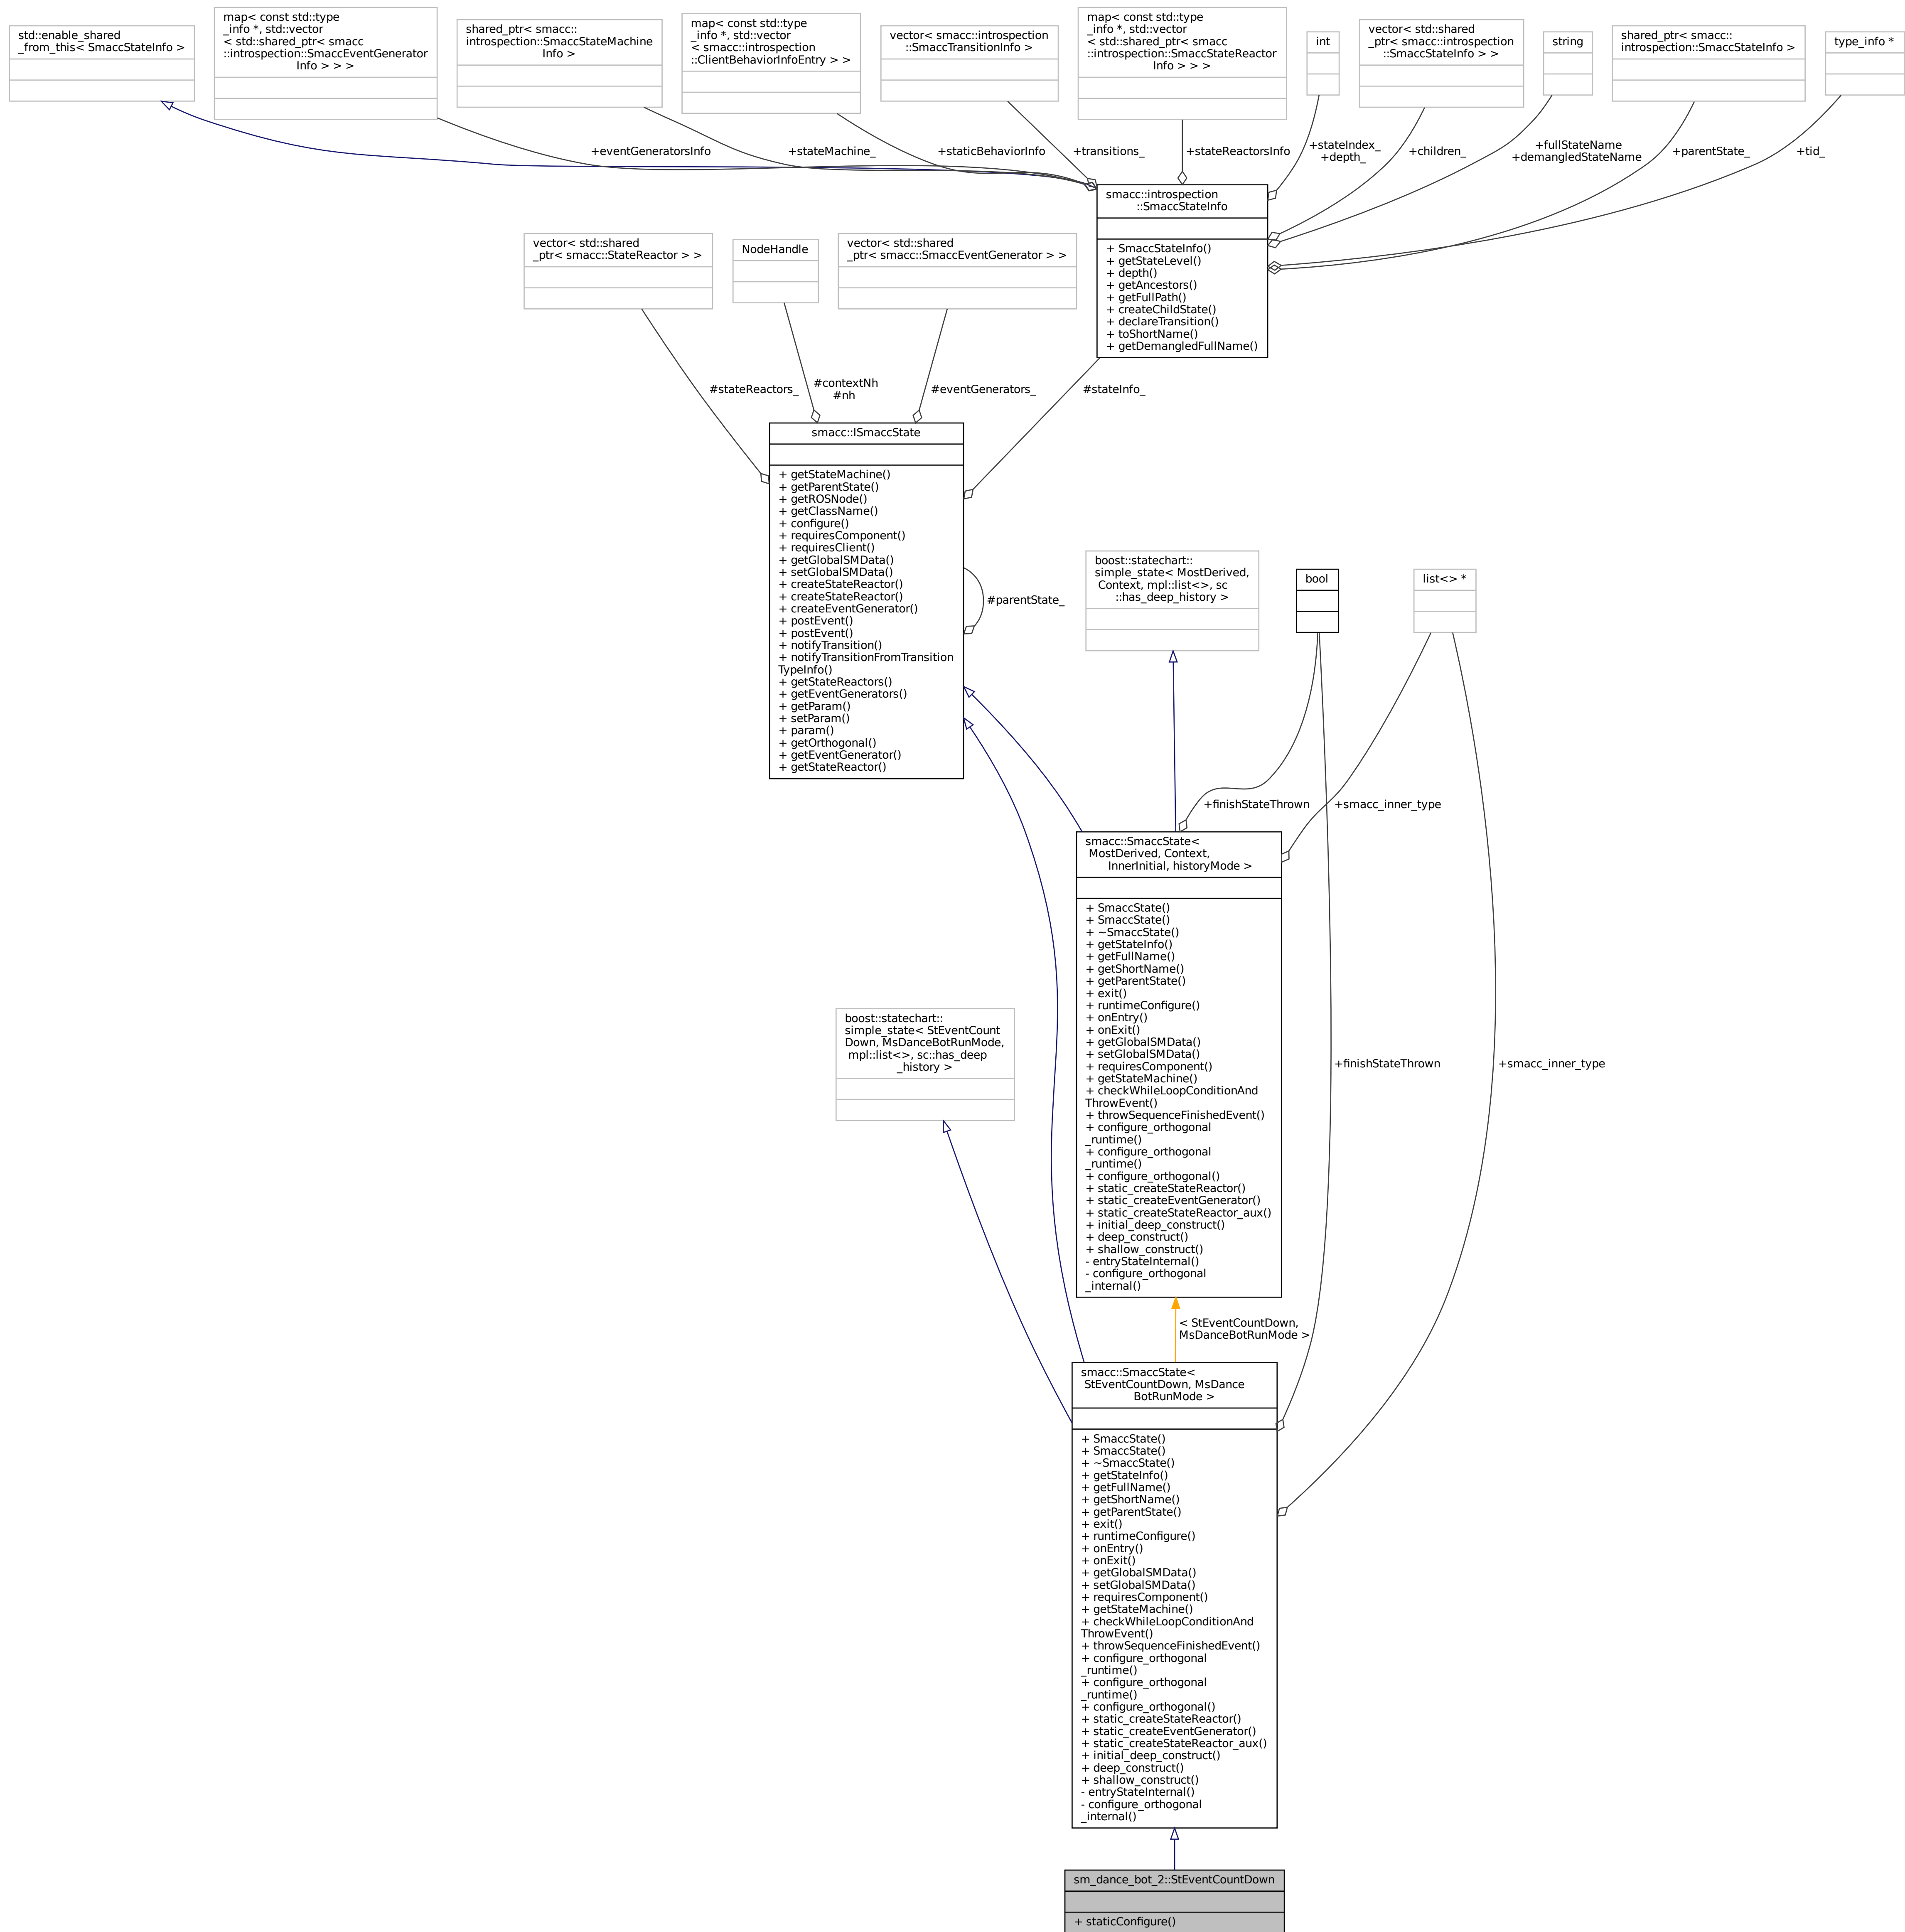 std::enable_shared
_from_this< SmaccStateInfo >
map< const std::type
_info *, std::vector
< std::shared_ptr< smacc
::introspection::SmaccEventGenerator
Info > > >
shared_ptr< smacc::
introspection::SmaccStateMachine
Info >
map< const std::type
_info *, std::vector
< smacc::introspection
::ClientBehaviorInfoEntry > >
vector< smacc::introspection
::SmaccTransitionInfo >
map< const std::type
_info *, std::vector
< std::shared_ptr< smacc
::introspection::SmaccStateReactor
Info > > >
int
vector< std::shared
_ptr< smacc::introspection
::SmaccStateInfo > >
string
shared_ptr< smacc::
introspection::SmaccStateInfo >
type_info *
+eventGeneratorsInfo
+stateMachine_
+staticBehaviorInfo
+transitions_
+stateReactorsInfo
+stateIndex_
+depth_
+children_
+fullStateName
+demangledStateName
+parentState_
+tid_
smacc::introspection
::SmaccStateInfo
+ SmaccStateInfo()
+ getStateLevel()
+ depth()
+ getAncestors()
+ getFullPath()
+ createChildState()
+ declareTransition()
+ toShortName()
+ getDemangledFullName()
vector< std::shared
_ptr< smacc::StateReactor > >
NodeHandle
vector< std::shared
_ptr< smacc::SmaccEventGenerator > >
#stateReactors_
#contextNh
#nh
#eventGenerators_
#stateInfo_
smacc::ISmaccState
+ getStateMachine()
+ getParentState()
+ getROSNode()
+ getClassName()
+ configure()
+ requiresComponent()
+ requiresClient()
+ getGlobalSMData()
+ setGlobalSMData()
+ createStateReactor()
+ createStateReactor()
+ createEventGenerator()
+ postEvent()
+ postEvent()
+ notifyTransition()
+ notifyTransitionFromTransition
TypeInfo()
+ getStateReactors()
+ getEventGenerators()
+ getParam()
+ setParam()
+ param()
+ getOrthogonal()
+ getEventGenerator()
+ getStateReactor()
#parentState_
boost::statechart::
simple_state< MostDerived,
Context, mpl::list<>, sc
::has_deep_history >
bool
list<> *
+finishStateThrown
+smacc_inner_type
smacc::SmaccState<
MostDerived, Context,
InnerInitial, historyMode >
+ SmaccState()
+ SmaccState()
+ ~SmaccState()
+ getStateInfo()
+ getFullName()
+ getShortName()
+ getParentState()
+ exit()
+ runtimeConfigure()
+ onEntry()
+ onExit()
+ getGlobalSMData()
+ setGlobalSMData()
+ requiresComponent()
+ getStateMachine()
+ checkWhileLoopConditionAnd
ThrowEvent()
+ throwSequenceFinishedEvent()
+ configure_orthogonal
_runtime()
+ configure_orthogonal
_runtime()
+ configure_orthogonal()
+ static_createStateReactor()
+ static_createEventGenerator()
+ static_createStateReactor_aux()
+ initial_deep_construct()
+ deep_construct()
+ shallow_construct()
- entryStateInternal()
- configure_orthogonal
_internal()
boost::statechart::
simple_state< StEventCount
Down, MsDanceBotRunMode,
mpl::list<>, sc::has_deep
_history >
+finishStateThrown
+smacc_inner_type
< StEventCountDown,
MsDanceBotRunMode >
smacc::SmaccState<
StEventCountDown, MsDance
BotRunMode >
+ SmaccState()
+ SmaccState()
+ ~SmaccState()
+ getStateInfo()
+ getFullName()
+ getShortName()
+ getParentState()
+ exit()
+ runtimeConfigure()
+ onEntry()
+ onExit()
+ getGlobalSMData()
+ setGlobalSMData()
+ requiresComponent()
+ getStateMachine()
+ checkWhileLoopConditionAnd
ThrowEvent()
+ throwSequenceFinishedEvent()
+ configure_orthogonal
_runtime()
+ configure_orthogonal
_runtime()
+ configure_orthogonal()
+ static_createStateReactor()
+ static_createEventGenerator()
+ static_createStateReactor_aux()
+ initial_deep_construct()
+ deep_construct()
+ shallow_construct()
- entryStateInternal()
- configure_orthogonal
_internal()
sm_dance_bot_2::StEventCountDown
+ staticConfigure()